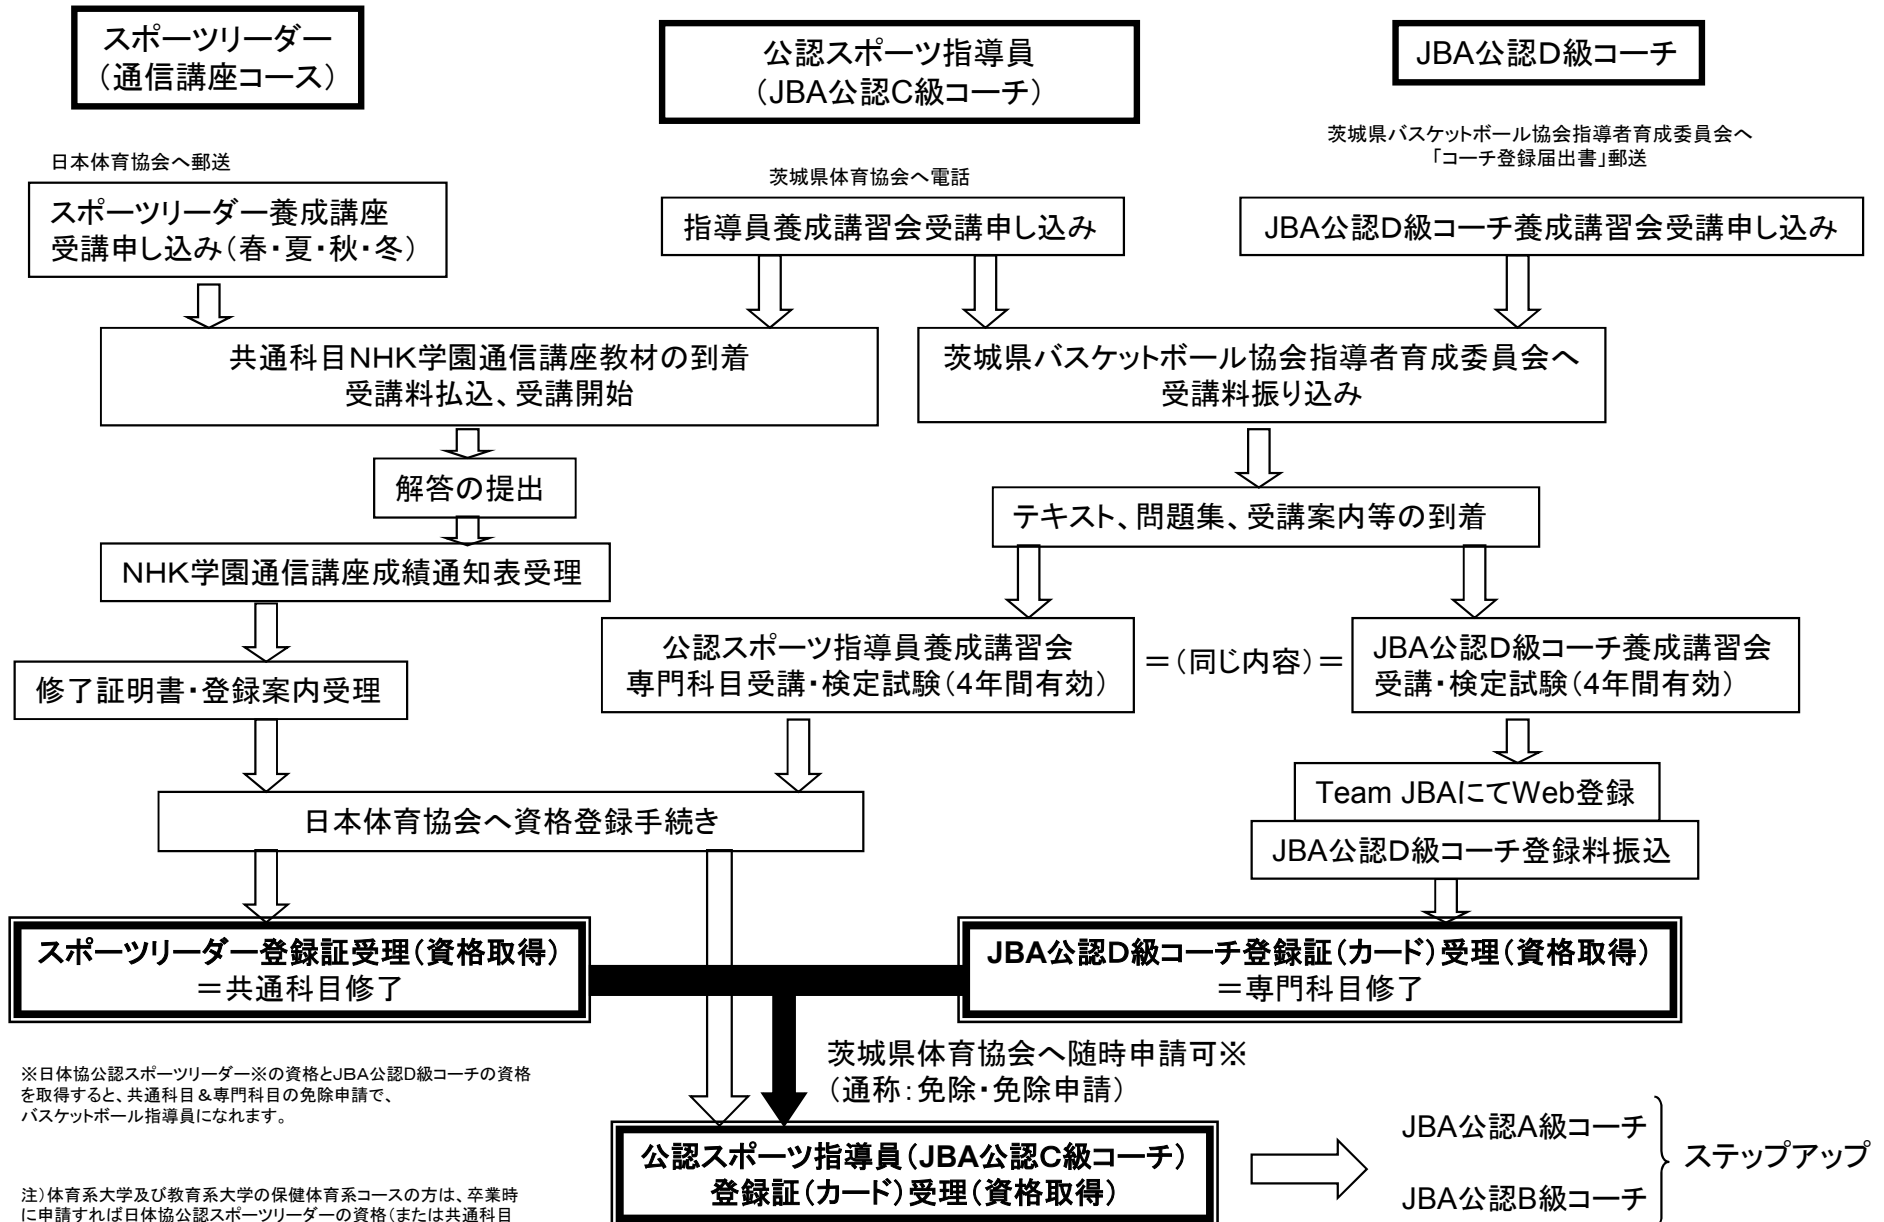 スポーツリーダー
（通信講座コース）
公認スポーツ指導員
（JBA公認C級コーチ）
JBA公認D級コーチ
日本体育協会へ郵送
茨城県体育協会へ電話
茨城県バスケットボール協会指導者育成委員会へ
「コーチ登録届出書」郵送
スポーツリーダー養成講座
受講申し込み（春・夏・秋・冬）
指導員養成講習会受講申し込み
JBA公認D級コーチ養成講習会受講申し込み
共通科目NHK学園通信講座教材の到着
受講料払込、受講開始
茨城県バスケットボール協会指導者育成委員会へ
受講料振り込み
解答の提出
テキスト、問題集、受講案内等の到着
NHK学園通信講座成績通知表受理
公認スポーツ指導員養成講習会
専門科目受講・検定試験（4年間有効）
＝（同じ内容）＝
JBA公認D級コーチ養成講習会
受講・検定試験（4年間有効）
修了証明書・登録案内受理
Team JBAにてWeb登録
日本体育協会へ資格登録手続き
JBA公認D級コーチ登録料振込
スポーツリーダー登録証受理（資格取得）
＝共通科目修了
JBA公認D級コーチ登録証（カード）受理（資格取得）
＝専門科目修了
茨城県体育協会へ随時申請可※
（通称：免除・免除申請）
※日体協公認スポーツリーダー※の資格とJBA公認D級コーチの資格
を取得すると、共通科目＆専門科目の免除申請で、
バスケットボール指導員になれます。
公認スポーツ指導員（JBA公認C級コーチ）
登録証（カード）受理（資格取得）
JBA公認A級コーチ
JBA公認B級コーチ
ステップアップ
注）体育系大学及び教育系大学の保健体育系コースの方は、卒業時
に申請すれば日体協公認スポーツリーダーの資格（または共通科目